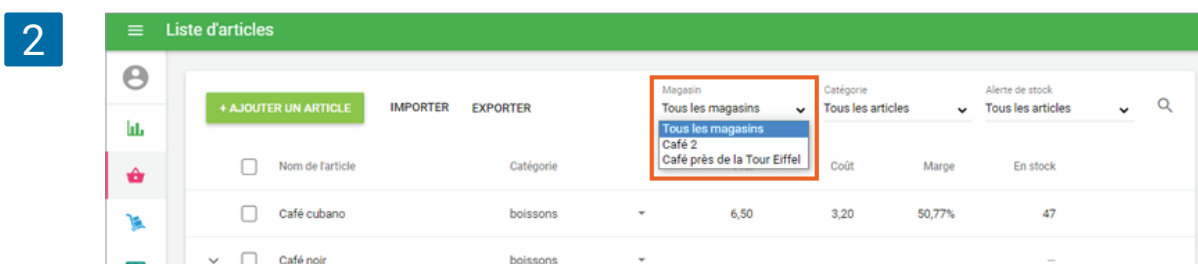 2
Liste d'articles
Magasin Catégorie Alerte de stock
+ AJOUTER UN ARTICLE IMPORTER EXPORTER Tous les magasins Tous les articles Tous les articles
Tous les magasins
Café 2
Café près de la Tour Eiffel
Nom de l'article Catégorie Coût Marge En stock
Café cubano boissons 6,50 3,20 50,77% 47
Café noir boissons —